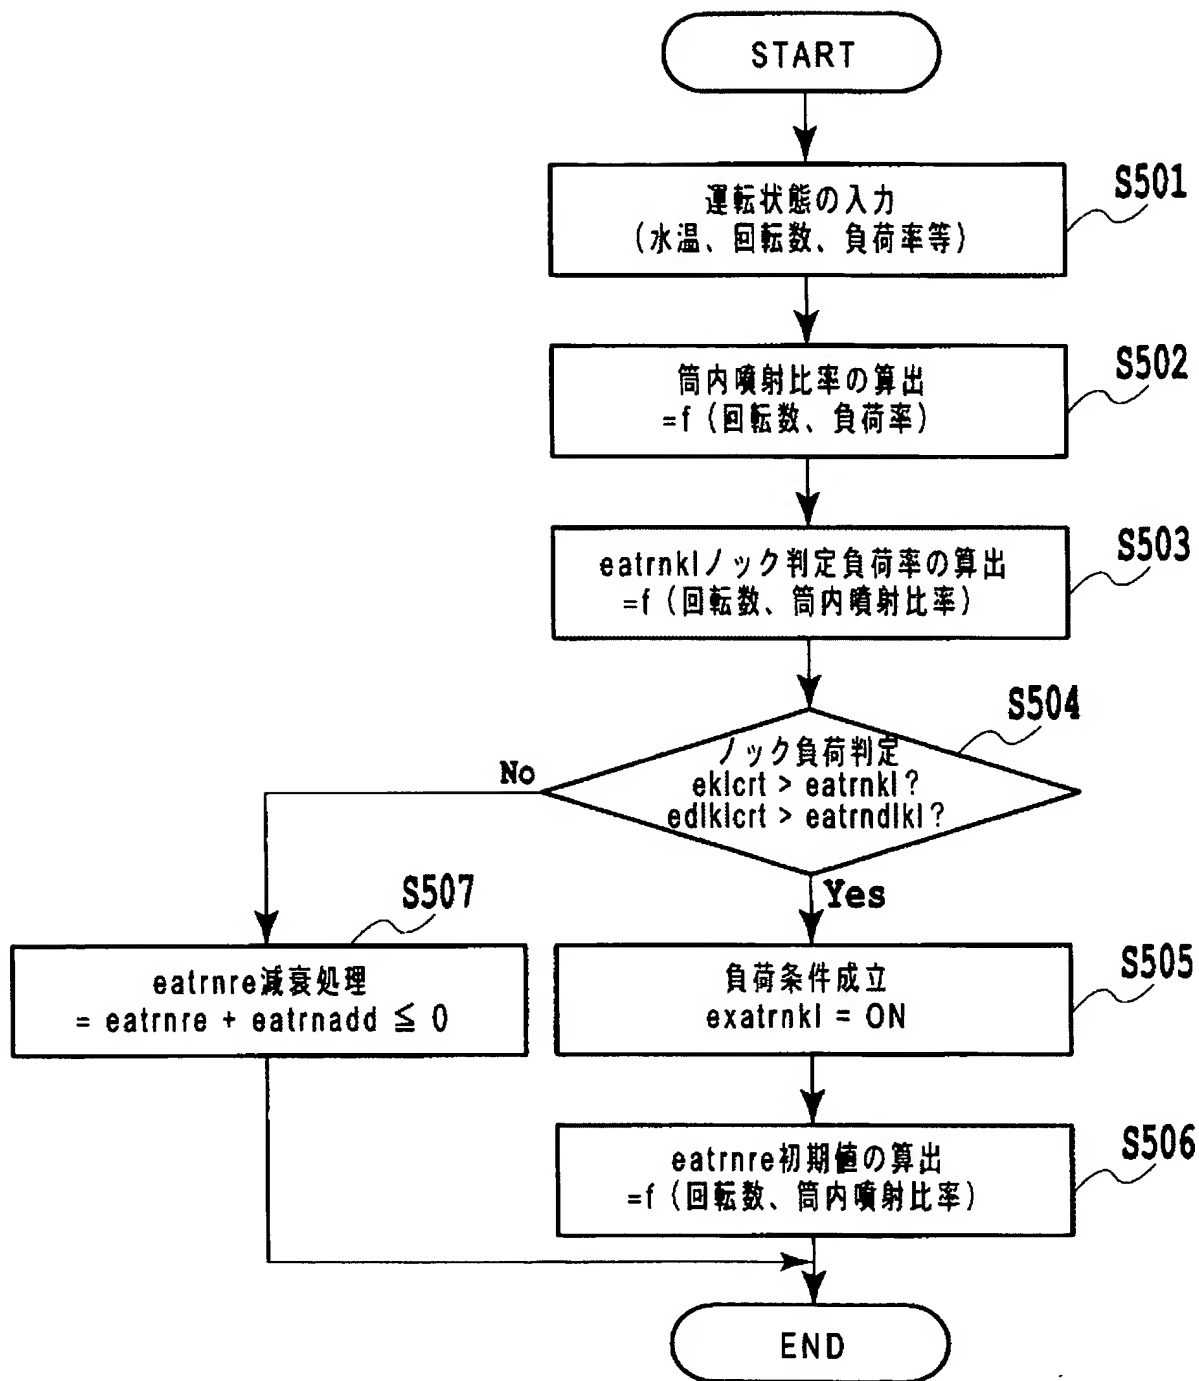 START
S501
運転状態の入力
(水温、回転数、負荷率等)
S502
筒内噴射比率の算出
=f (回転数、負荷率)
S503
eatrnklノック判定負荷率の算出
=f (回転数、筒内噴射比率)
S504
ノック負荷判定
eklcrt > eatrnkl?
edlklcrt > eatrndlkl?
No
Yes
S507
eatrnre減衰処理
= eatrnre + eatrnadd ≦ 0
S505
負荷条件成立
exatrnkl = ON
S506
eatrnre初期値の算出
=f (回転数、筒内噴射比率)
END